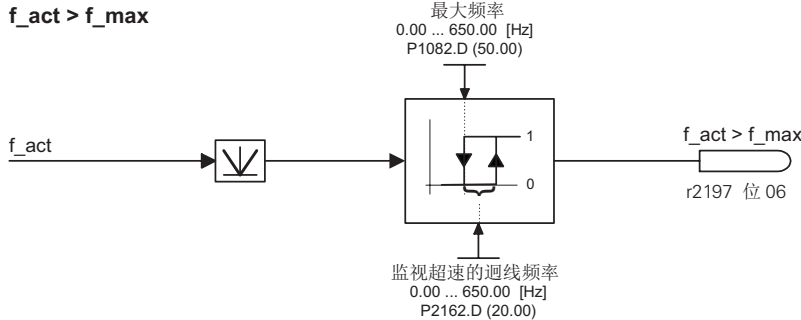 f_act > f_max
最大频率
0.00 ... 650.00 [Hz]
P1082.D (50.00)
f_act
1
0
f_act > f_max
r2197 位 06
监视超速的迥线频率
0.00 ... 650.00 [Hz]
P2162.D (20.00)